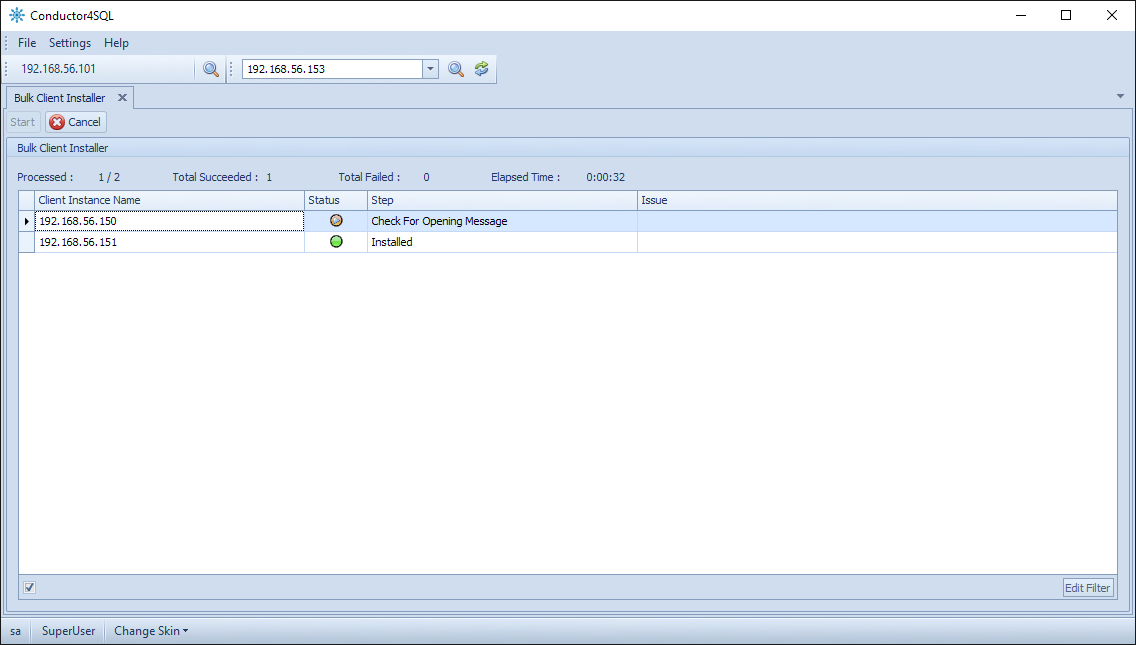 Conductor4SQL
File Settings Help
192.168.56.101 192.168.56.153
Bulk Client Installer
Start Cancel
Bulk Client Installer
Processed : 1 / 2 Total Succeeded : 1 Total Failed : 0 Elapsed Time : 0:00:32
Client Instance Name Status Step Issue
192.168.56.150 Check For Opening Message
192.168.56.151 Installed
Edit Filter
sa SuperUser Change Skin